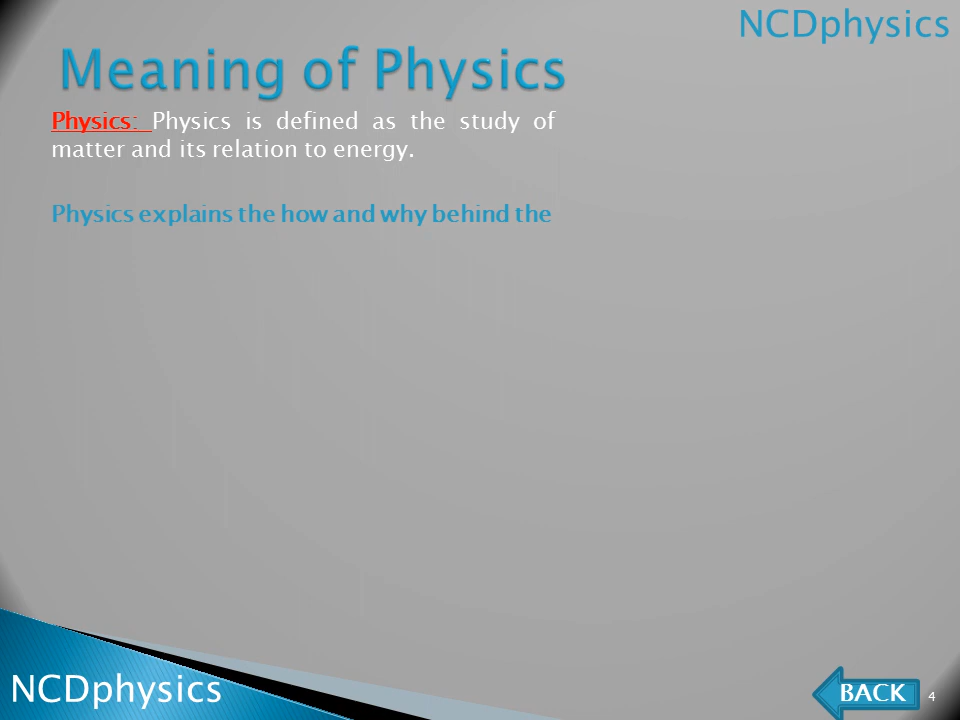 NCDphysics
Meaning of Physics
Physics: Physics is defined as the study of
matter and its relation to energy.
Physics explains the how and why behind the
NCDphysics
BACK
4